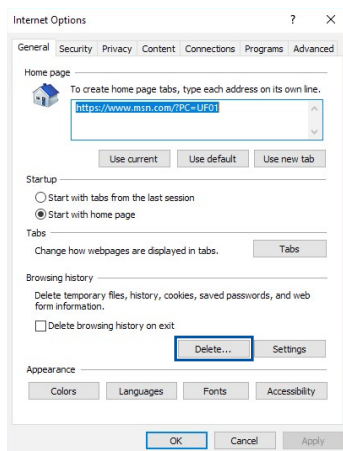 Internet Options ? X
General Security Privacy Content Connections Programs Advanced
Home page
To create home page tabs, type each address on its own line.
https://www.msn.com/?PC=UF01
Use current Use default Use new tab
Startup
Start with tabs from the last session
Start with home page
Tabs
Change how webpages are displayed in tabs. Tabs
Browsing history
Delete temporary files, history, cookies, saved passwords, and web
form information.
Delete browsing history on exit
Delete... Settings
Appearance
Colors Languages Fonts Accessibility
OK Cancel Apply